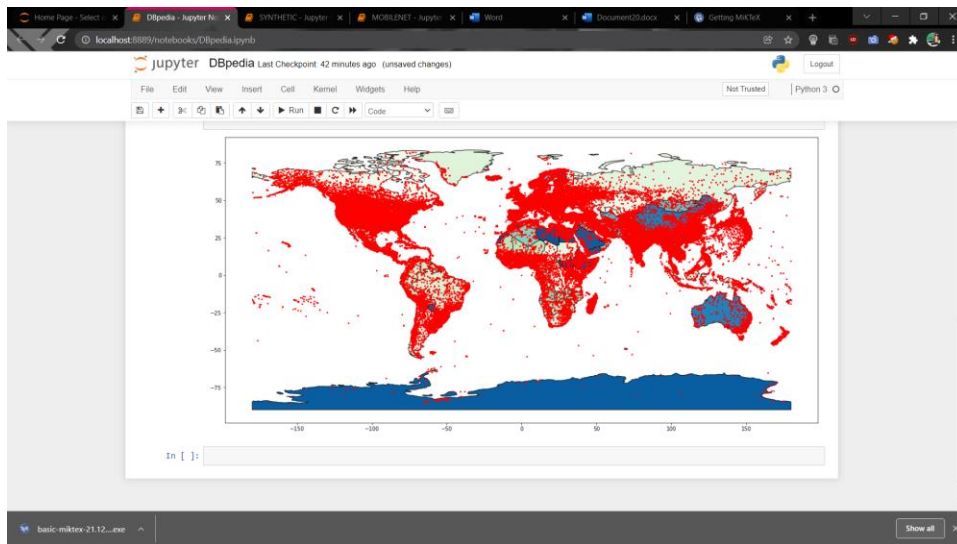 Home Page - Select o
DBpedia - Jupyter No
SYNTHETIC - Jupyter
MOBILENET - Jupyter
Word
Document20.docx
Getting MiKTeX
localhost:8889/notebooks/DBpedia.ipynb
jupyter DBpedia Last Checkpoint: 42 minutes ago (unsaved changes)
Logout
File Edit View Insert Cell Kernel Widgets Help
Not Trusted
Python 3
Run
Code
75
50
25
0
−25
−50
−75
−150 −100 −50 0 50 100 150
In [ ]:
basic-miktex-21.12....exe
Show all